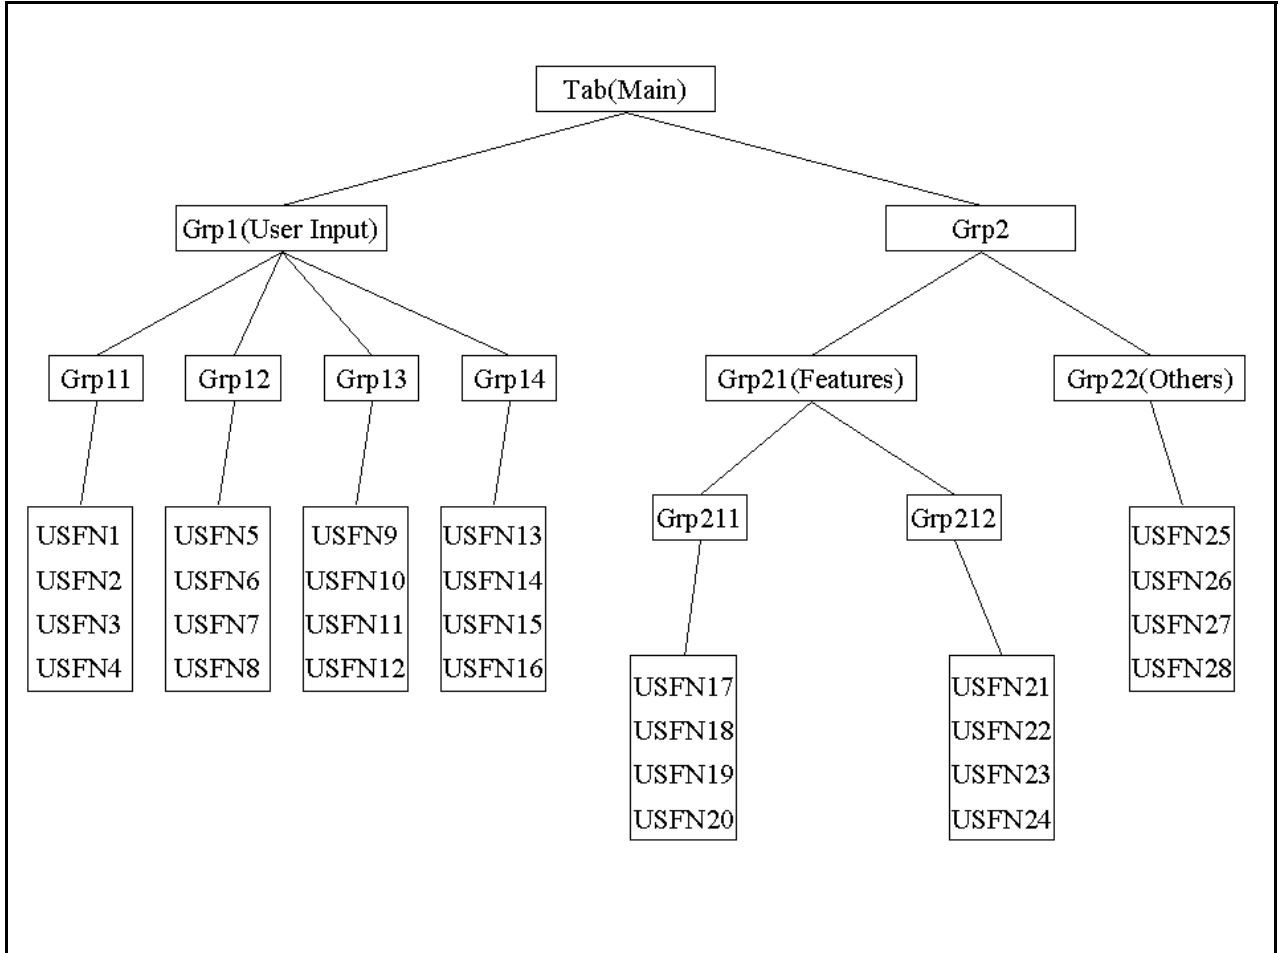 Tab(Main)
Grp1(User Input)
Grp2
Grp11
Grp12
Grp13
Grp14
Grp21(Features)
Grp22(Others)
Grp211
Grp212
USFN1
USFN2
USFN3
USFN4
USFN5
USFN6
USFN7
USFN8
USFN9
USFN10
USFN11
USFN12
USFN13
USFN14
USFN15
USFN16
USFN17
USFN18
USFN19
USFN20
USFN21
USFN22
USFN23
USFN24
USFN25
USFN26
USFN27
USFN28